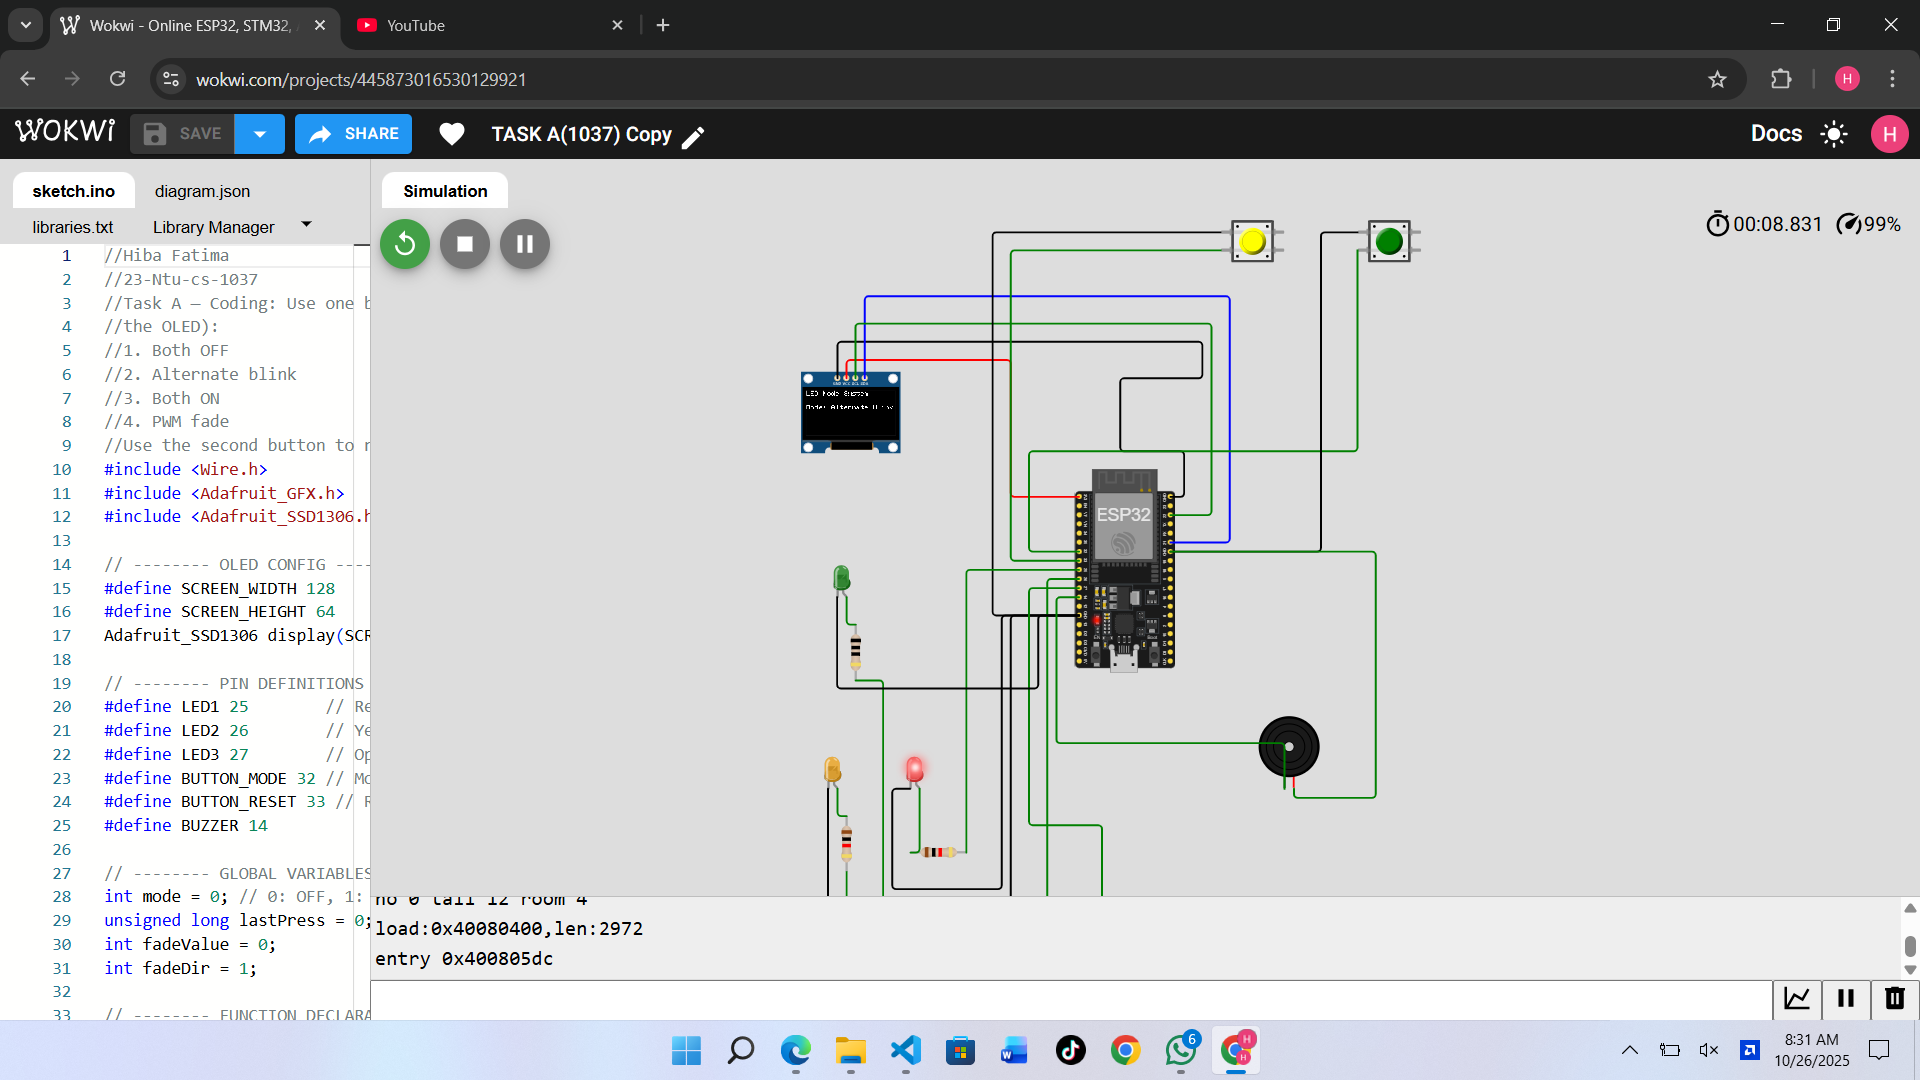 Wokwi - Online ESP32, STM32,
YouTube
wokwi.com/projects/445873016530129921
H
WOKWI
SAVE
SHARE
TASK A(1037) Copy
Docs
H
sketch.ino
diagram.json
libraries.txt
Library Manager
Simulation
00:08.831
99%
1 //Hiba Fatima
2 //23-Ntu-cs-1037
3 //Task A — Coding: Use one b
4 //the OLED):
5 //1. Both OFF
6 //2. Alternate blink
7 //3. Both ON
8 //4. PWM fade
9 //Use the second button to r
10 #include <Wire.h>
11 #include <Adafruit_GFX.h>
12 #include <Adafruit_SSD1306.h
13
14 // -------- OLED CONFIG ----
15 #define SCREEN_WIDTH 128
16 #define SCREEN_HEIGHT 64
17 Adafruit_SSD1306 display(SCR
18
19 // -------- PIN DEFINITIONS
20 #define LED1 25 // Re
21 #define LED2 26 // Ye
22 #define LED3 27 // Op
23 #define BUTTON_MODE 32 // Mo
24 #define BUTTON_RESET 33 // R
25 #define BUZZER 14
26
27 // -------- GLOBAL VARIABLES
28 int mode = 0; // 0: OFF, 1:
29 unsigned long lastPress = 0;
30 int fadeValue = 0;
31 int fadeDir = 1;
32
33 // -------- FUNCTION DECLARA
LED Mode System
Mode: Alternate
ESP32
ho 0 tail 12 room 4
load:0x40080400,len:2972
entry 0x400805dc
6
H
H
8:31 AM
10/26/2025